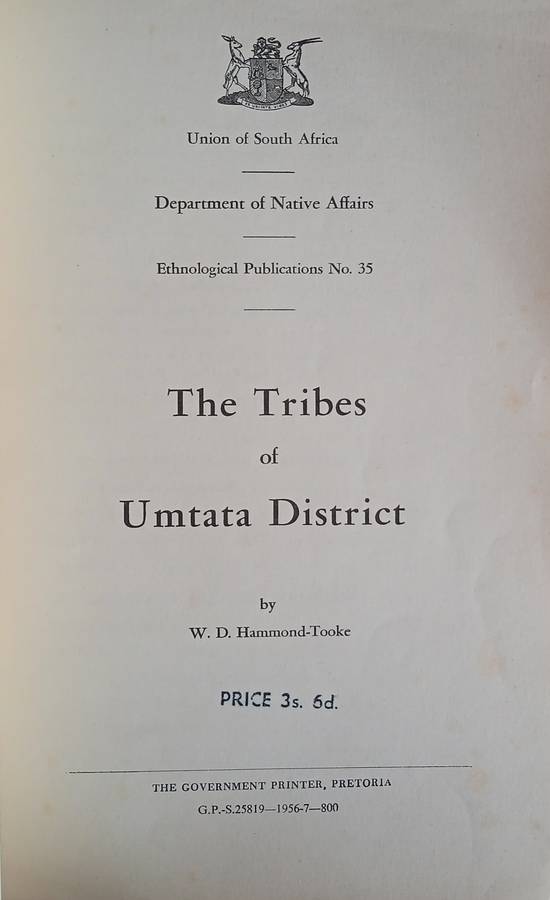 Union of South Africa
Department of Native Affairs
Ethnological Publications No. 35
The Tribes
of
Umtata District
by
W. D. Hammond-Tooke
PRICE 3s. 6d.
THE GOVERNMENT PRINTER, PRETORIA
G.P.-S.25819—1956-7—800